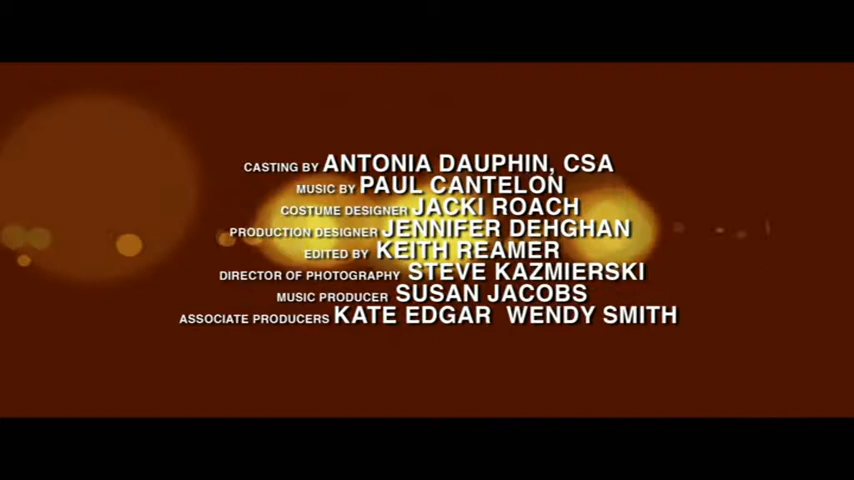 CASTING BY ANTONIA DAUPHIN, CSA
MUSIC BY PAUL CANTELON
COSTUME DESIGNER JACKI ROACH
PRODUCTION DESIGNER JENNIFER DEHGHAN
EDITED BY KEITH REAMER
DIRECTOR OF PHOTOGRAPHY STEVE KAZMIERSKI
MUSIC PRODUCER SUSAN JACOBS
ASSOCIATE PRODUCERS KATE EDGAR WENDY SMITH